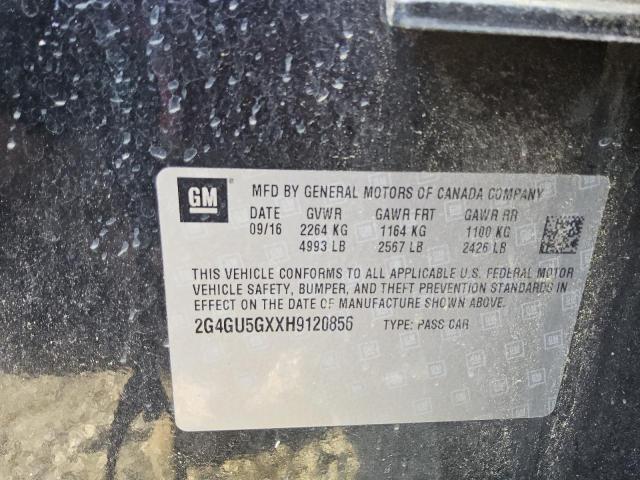 GM MFD BY GENERAL MOTORS OF CANADA COMPANY
DATE GVWR GAWR FRT GAWR RR
09/16 2264 KG 1164 KG 1100 KG
4993 LB 2567 LB 2426 LB
THIS VEHICLE CONFORMS TO ALL APPLICABLE U.S. FEDERAL MOTOR
VEHICLE SAFETY, BUMPER, AND THEFT PREVENTION STANDARDS IN
EFFECT ON THE DATE OF MANUFACTURE SHOWN ABOVE.
2G4GU5GXXH9120856 TYPE: PASS CAR